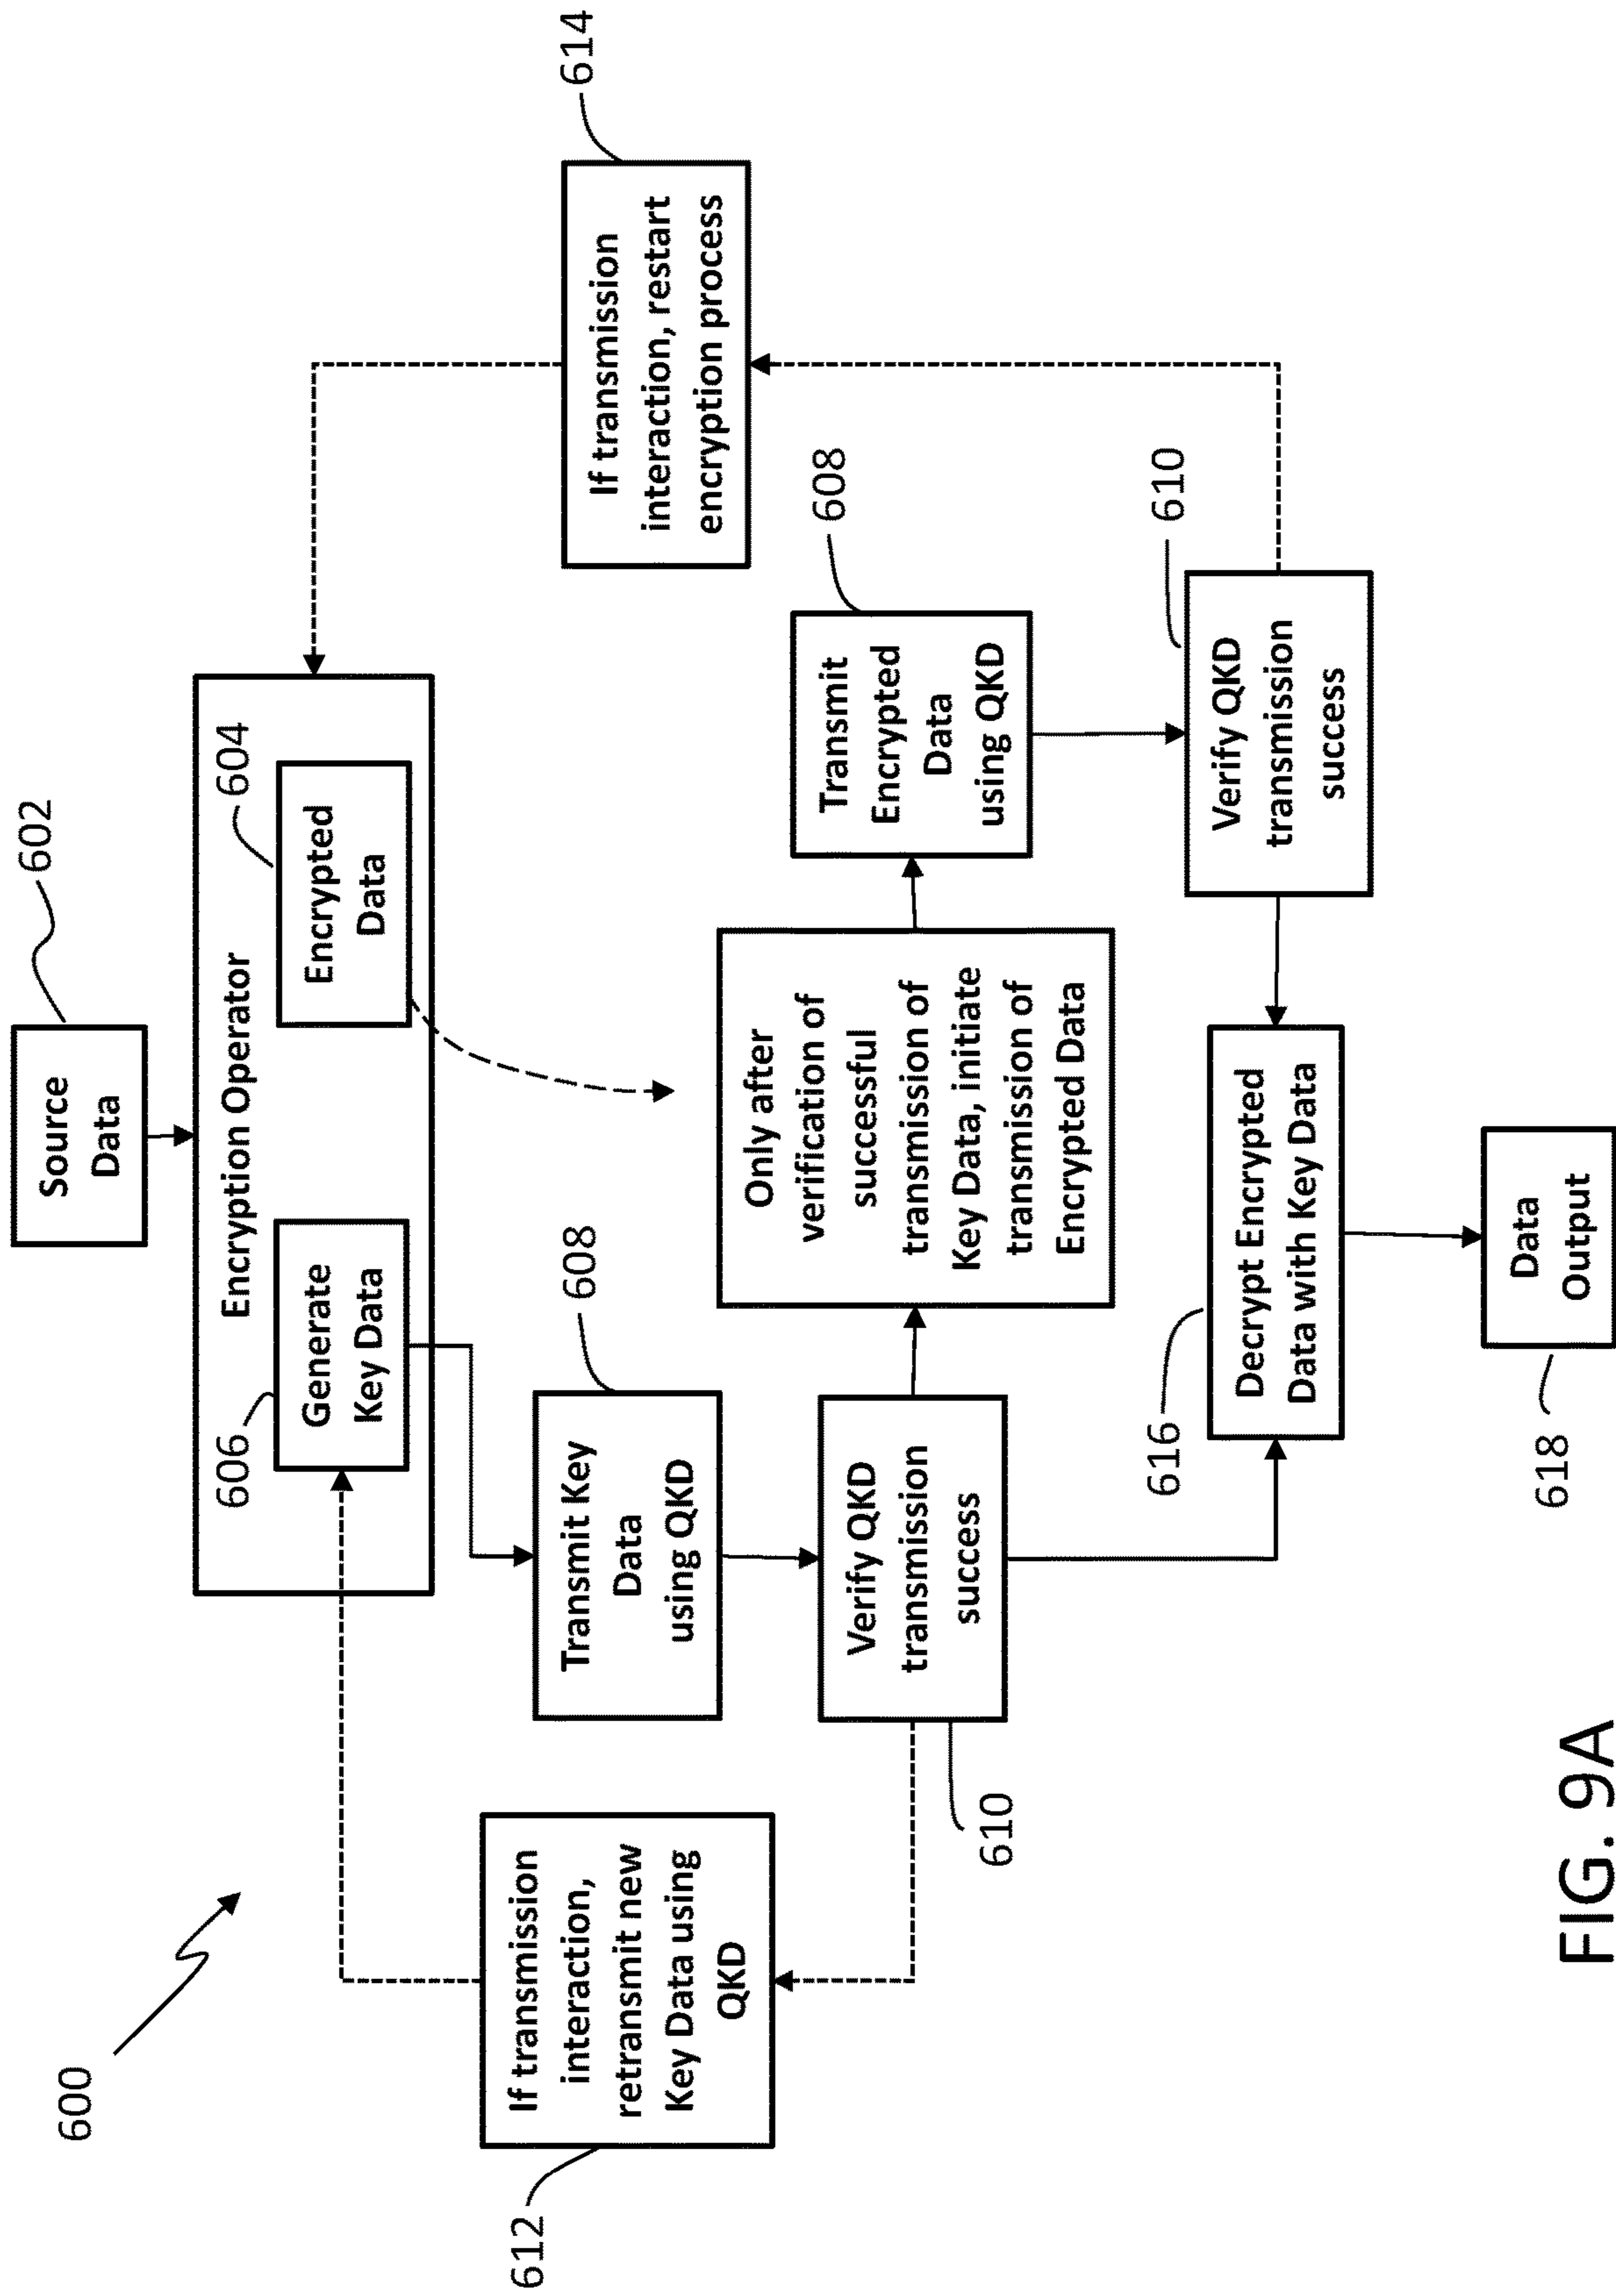 600
Source
Data
602
Encryption Operator
606
Generate
Key Data
604
Encrypted
Data
612
If transmission
interaction,
retransmit new
Key Data using
QKD
Transmit Key
Data
using QKD
608
If transmission
interaction, restart
encryption process
614
Verify QKD
transmission
success
610
Only after
verification of
successful
transmission of
Key Data, initiate
transmission of
Encrypted Data
Transmit
Encrypted
Data
using QKD
608
Verify QKD
transmission
success
610
616
Decrypt Encrypted
Data with Key Data
618
Data
Output
FIG. 9A